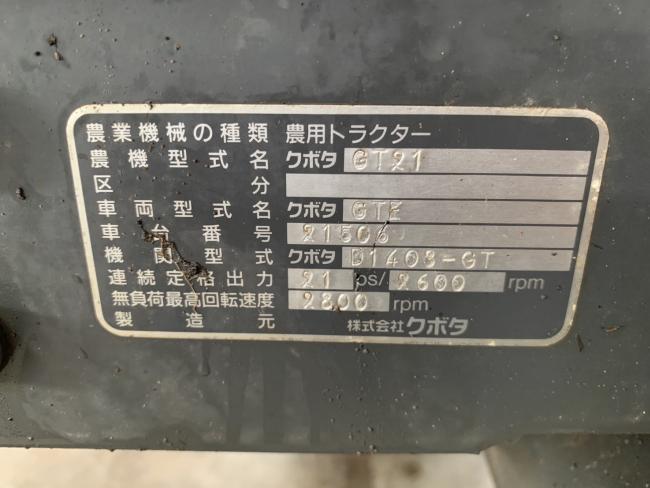 農業機械の種類 農用トラクター
農機型式名 クボタ GT21
区分
車両型式名 クボタ GTE
車台番号 21506
機関型式 クボタ D1403-GT
連続定格出力 21 ps/ 2600 rpm
無負荷最高回転速度 2800 rpm
製造元 株式会社クボタ